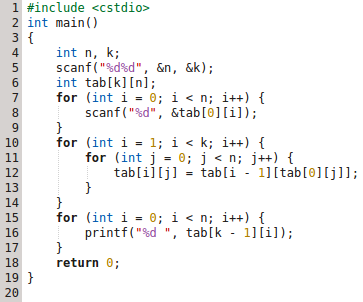 1 #include <cstdio>
2 int main()
3 {
4     int n, k;
5     scanf("%d%d", &n, &k);
6     int tab[k][n];
7     for (int i = 0; i < n; i++) {
8         scanf("%d", &tab[0][i]);
9     }
10     for (int i = 1; i < k; i++) {
11         for (int j = 0; j < n; j++) {
12             tab[i][j] = tab[i - 1][tab[0][j]];
13         }
14     }
15     for (int i = 0; i < n; i++) {
16         printf("%d ", tab[k - 1][i]);
17     }
18     return 0;
19 }
20